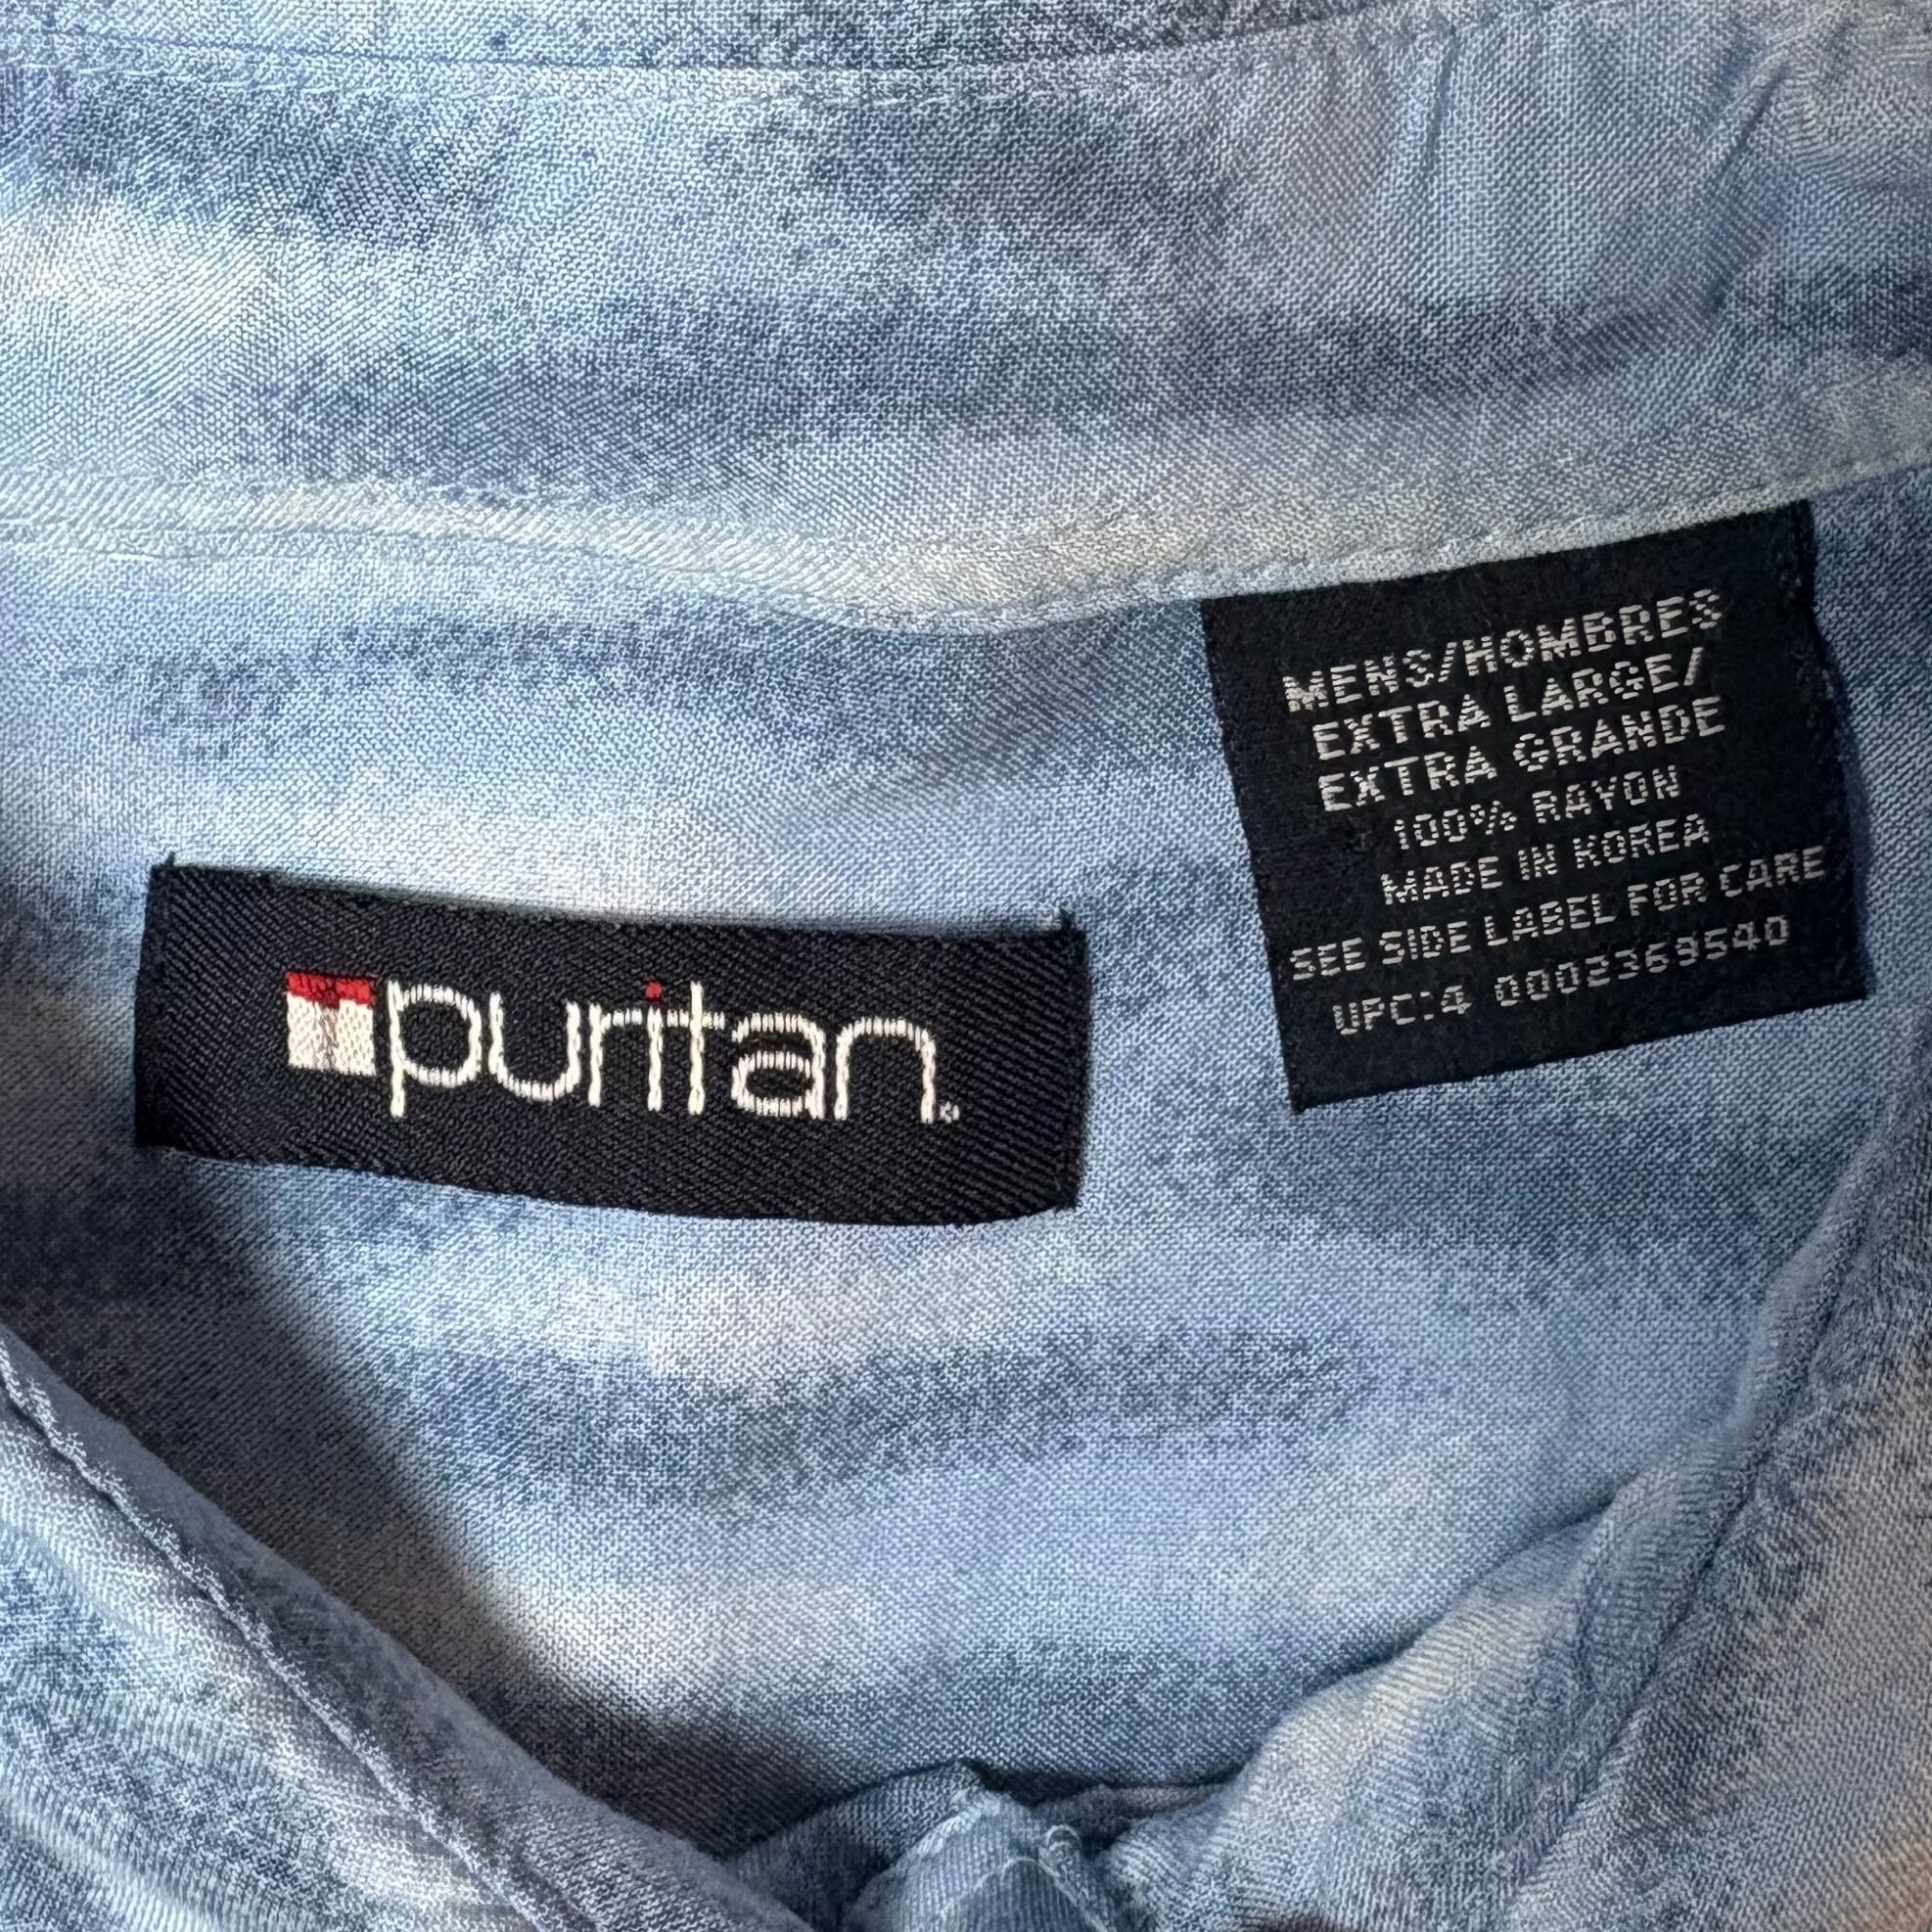 puritan®
MENS/HOMBRES
EXTRA LARGE/
EXTRA GRANDE
100% RAYON
MADE IN KOREA
SEE SIDE LABEL FOR CARE
UPC:4 0002369540